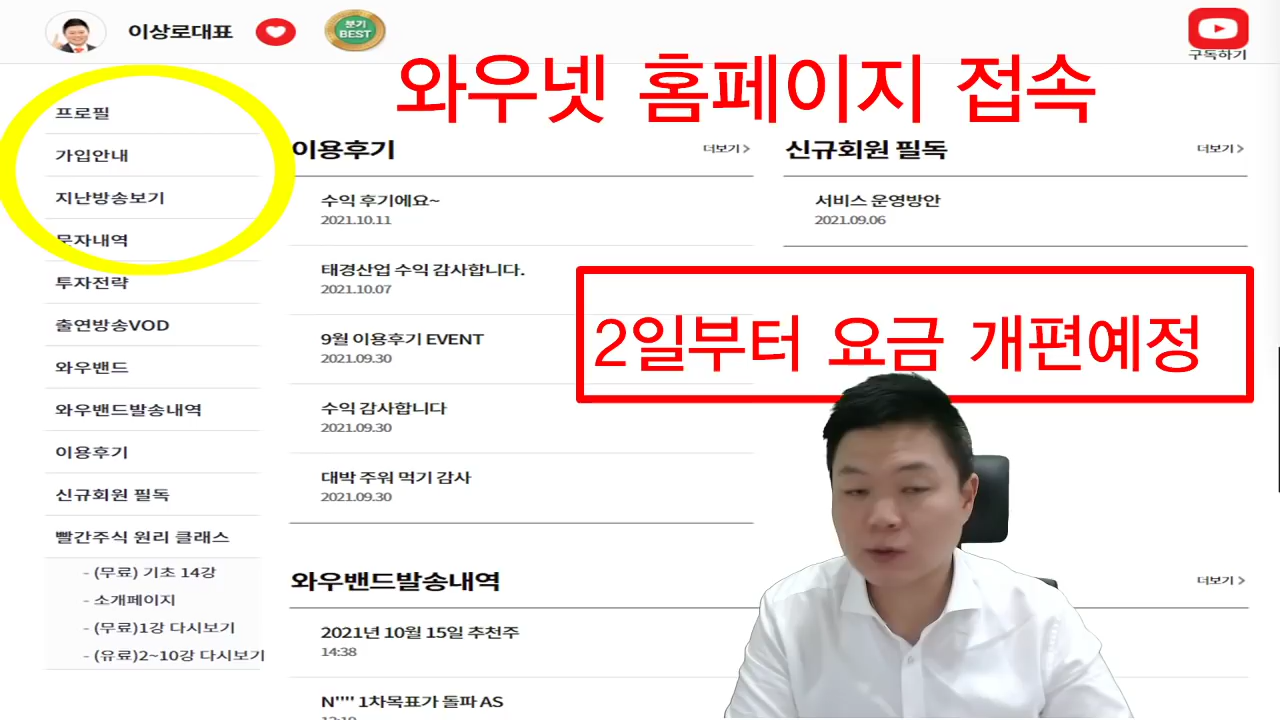 이상로대표
분기
BEST
구독하기
와우넷 홈페이지 접속
프로필
가입안내
지난방송보기
문자내역
투자전략
출연방송VOD
와우밴드
와우밴드발송내역
이용후기
신규회원 필독
빨간주식 원리 클래스
- (무료) 기초 14강
- 소개페이지
- (무료)1강 다시보기
- (유료)2~10강 다시보기
이용후기
더보기 >
수익 후기에요~
2021.10.11
태경산업 수익 감사합니다.
2021.10.07
9월 이용후기 EVENT
2021.09.30
수익 감사합니다
2021.09.30
대박 주워 먹기 감사
2021.09.30
신규회원 필독
더보기 >
서비스 운영방안
2021.09.06
2일부터 요금 개편예정
와우밴드발송내역
더보기 >
2021년 10월 15일 추천주
14:38
N'''' 1차목표가 돌파 AS